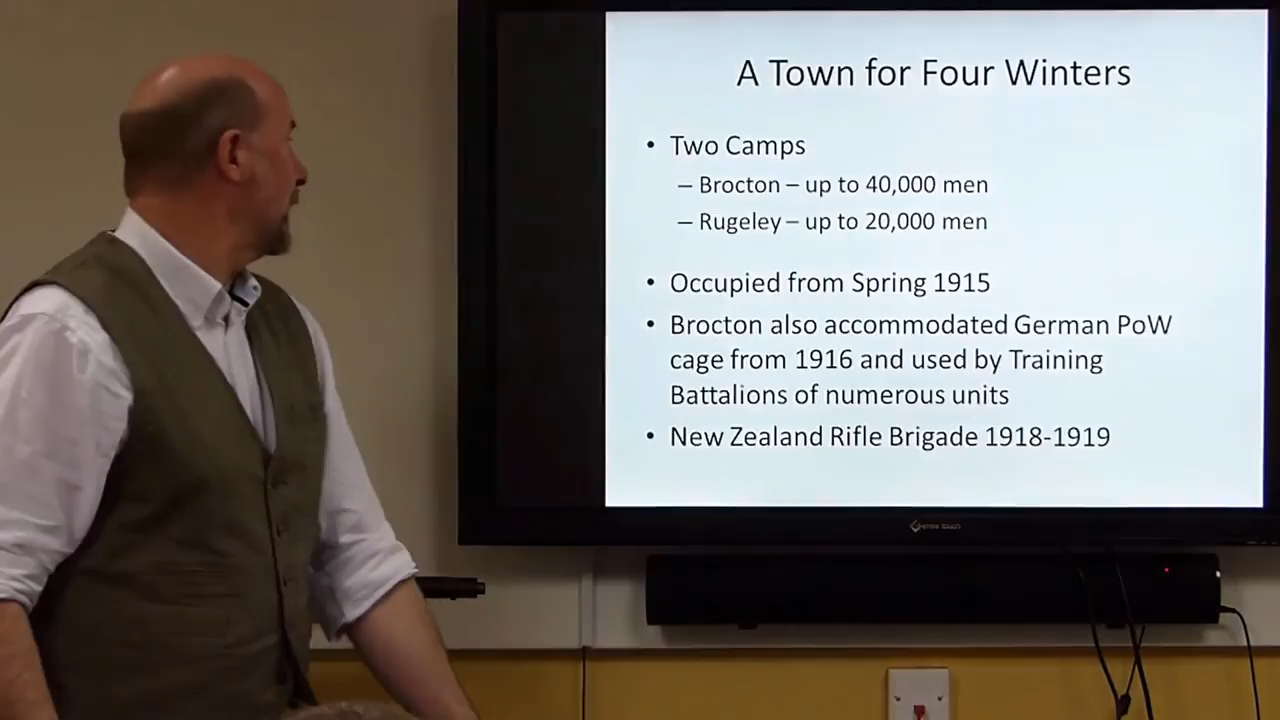 A Town for Four Winters
• Two Camps
– Brocton – up to 40,000 men
– Rugeley – up to 20,000 men
• Occupied from Spring 1915
• Brocton also accommodated German PoW
cage from 1916 and used by Training
Battalions of numerous units
• New Zealand Rifle Brigade 1918-1919